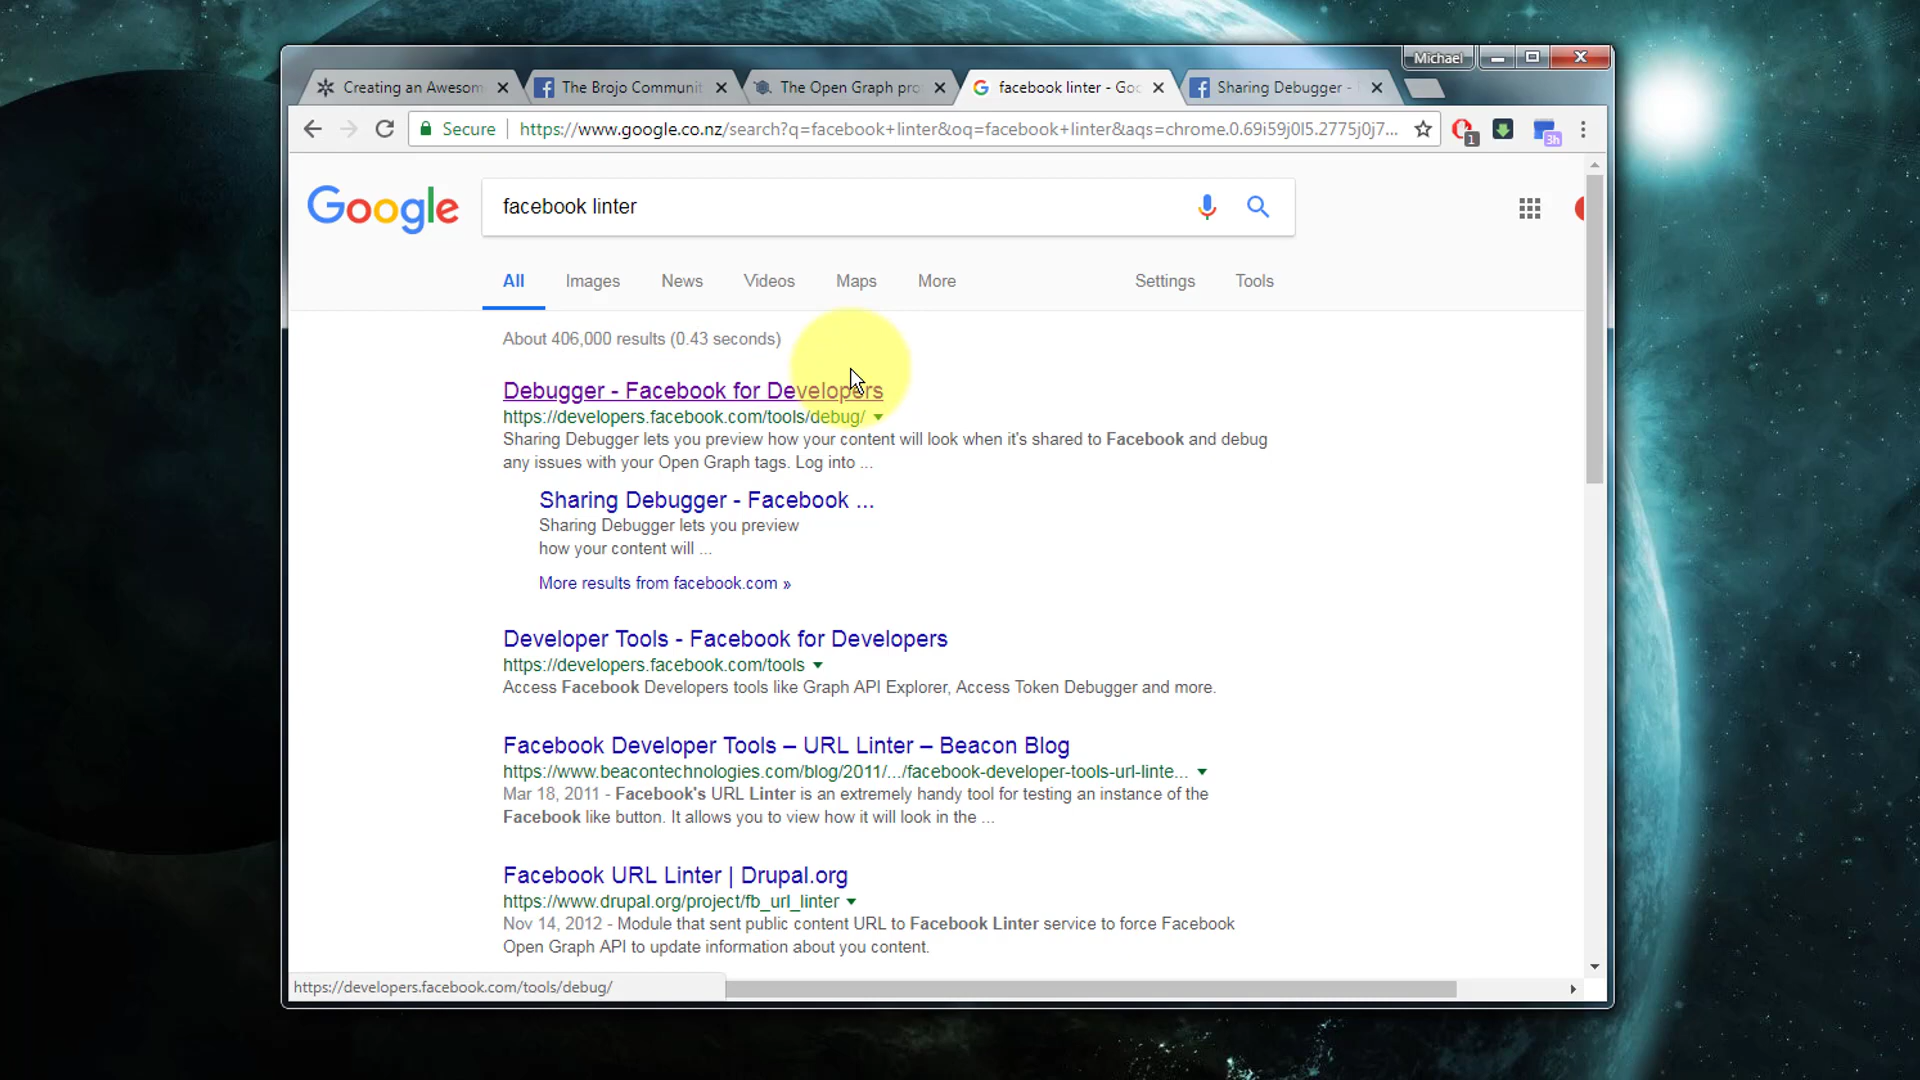 Michael
Creating an Awesom
The Brojo Communit
The Open Graph pro
facebook linter - Goo
Sharing Debugger -
Secure
https://www.google.co.nz/search?q=facebook+linter&oq=facebook+linter&aqs=chrome.0.69i59j0l5.2775j0j7...
1
3h
Google
facebook linter
All
Images
News
Videos
Maps
More
Settings
Tools
About 406,000 results (0.43 seconds)
Debugger - Facebook for Developers
https://developers.facebook.com/tools/debug/
Sharing Debugger lets you preview how your content will look when it's shared to Facebook and debug
any issues with your Open Graph tags. Log into ...
Sharing Debugger - Facebook ...
Sharing Debugger lets you preview
how your content will ...
More results from facebook.com »
Developer Tools - Facebook for Developers
https://developers.facebook.com/tools
Access Facebook Developers tools like Graph API Explorer, Access Token Debugger and more.
Facebook Developer Tools – URL Linter – Beacon Blog
https://www.beacontechnologies.com/blog/2011/.../facebook-developer-tools-url-linte...
Mar 18, 2011 - Facebook's URL Linter is an extremely handy tool for testing an instance of the
Facebook like button. It allows you to view how it will look in the ...
Facebook URL Linter | Drupal.org
https://www.drupal.org/project/fb_url_linter
Nov 14, 2012 - Module that sent public content URL to Facebook Linter service to force Facebook
Open Graph API to update information about you content.
https://developers.facebook.com/tools/debug/